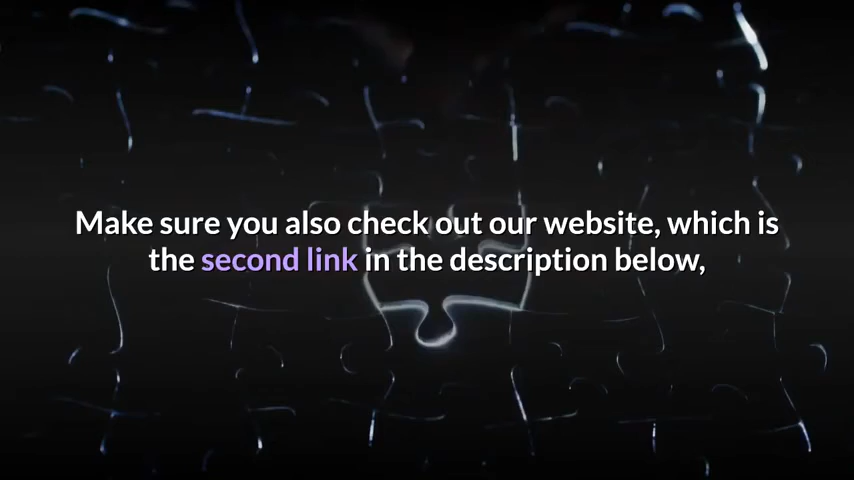 Make sure you also check out our website, which is
the second link in the description below,